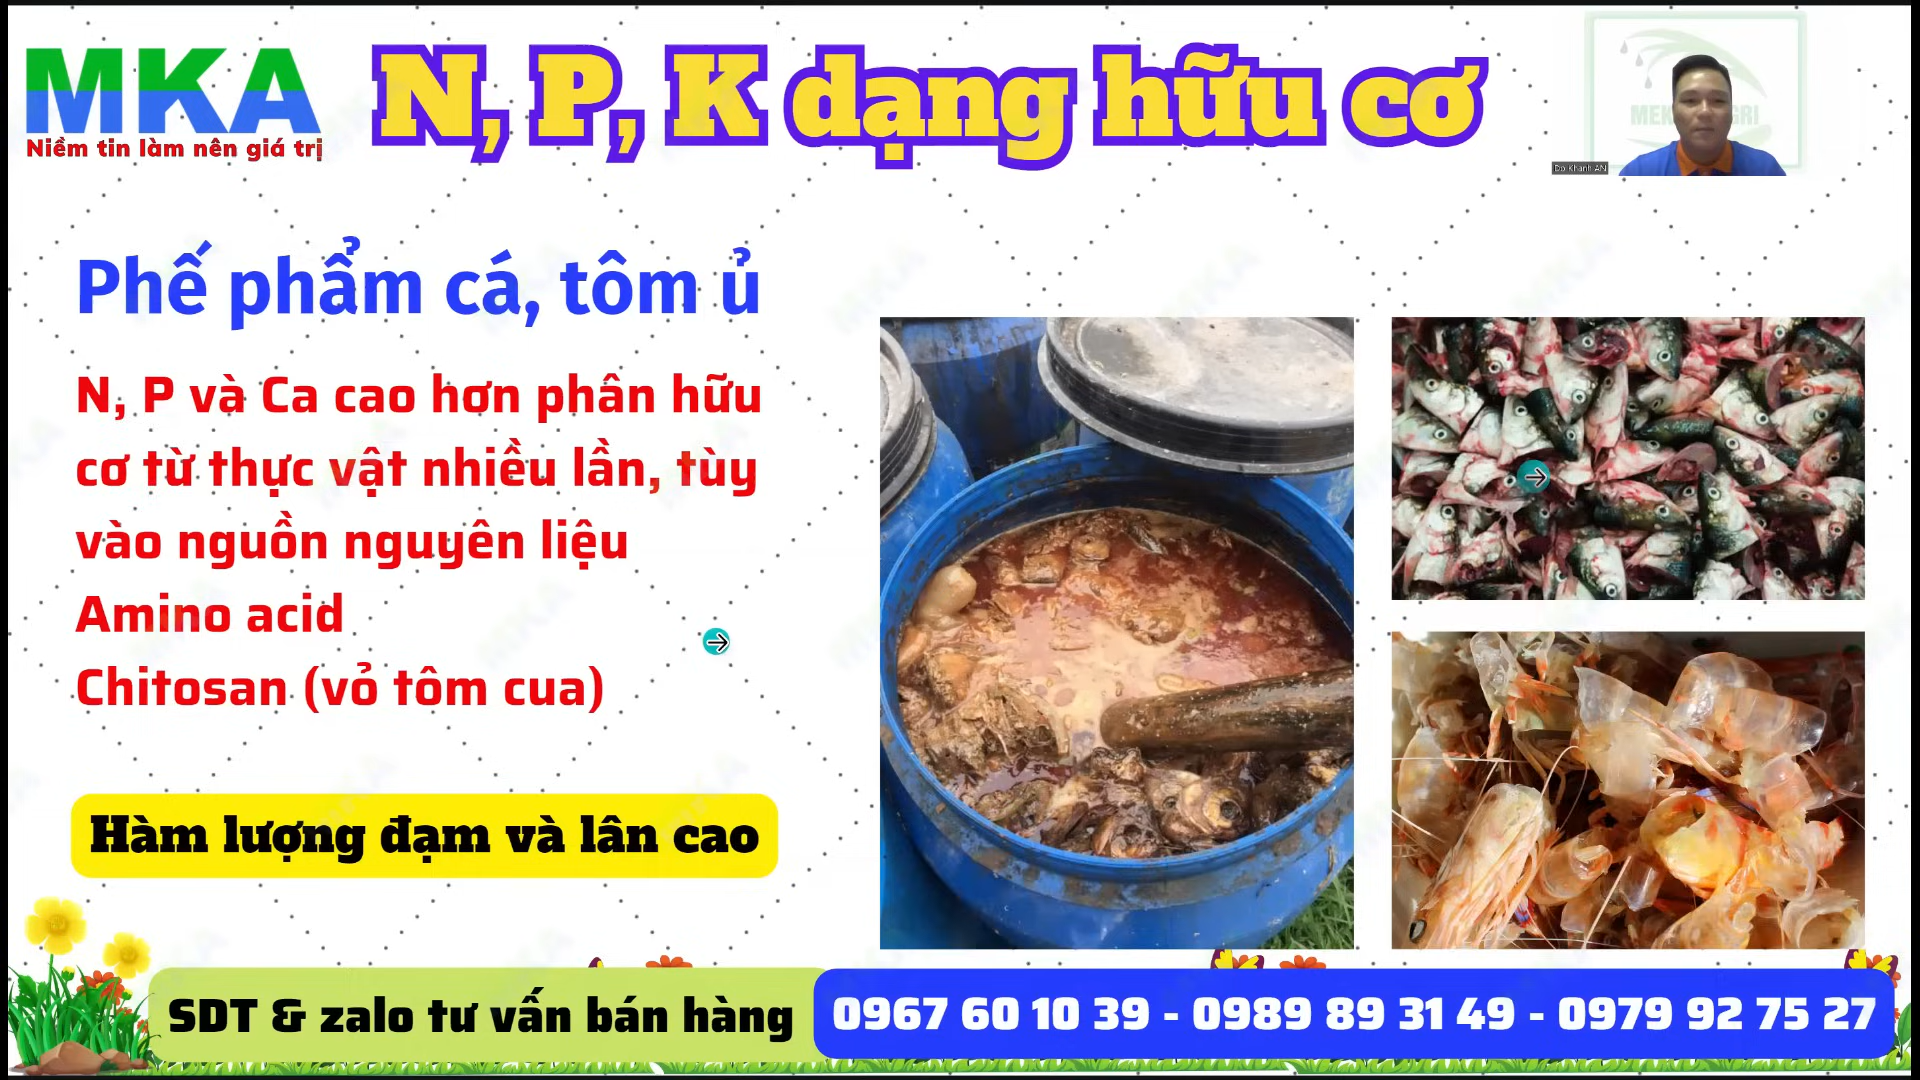 MKA
Niềm tin làm nên giá trị
N, P, K dạng hữu cơ
Do Khanh AN
Phế phẩm cá, tôm ủ
N, P và Ca cao hơn phân hữu
cơ từ thực vật nhiều lần, tùy
vào nguồn nguyên liệu
Amino acid
Chitosan (vỏ tôm cua)
Hàm lượng đạm và lân cao
SDT & zalo tư vấn bán hàng
0967 60 10 39 - 0989 89 31 49 - 0979 92 75 27